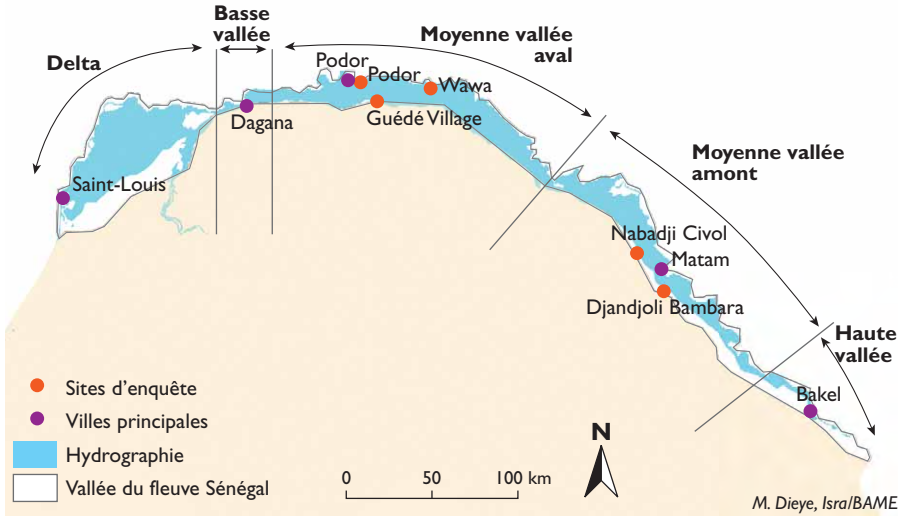 Delta
Basse
vallée
Moyenne vallée
aval
Podor
Podor
Wawa
Dagana
Guédé Village
Moyenne vallée
amont
Saint-Louis
Nabadji Civol
Matam
Djandjoli Bambara
Haute
vallée
Bakel
Sites d'enquête
Villes principales
Hydrographie
Vallée du fleuve Sénégal
N
0 50 100 km
M. Dieye, Isra/BAME